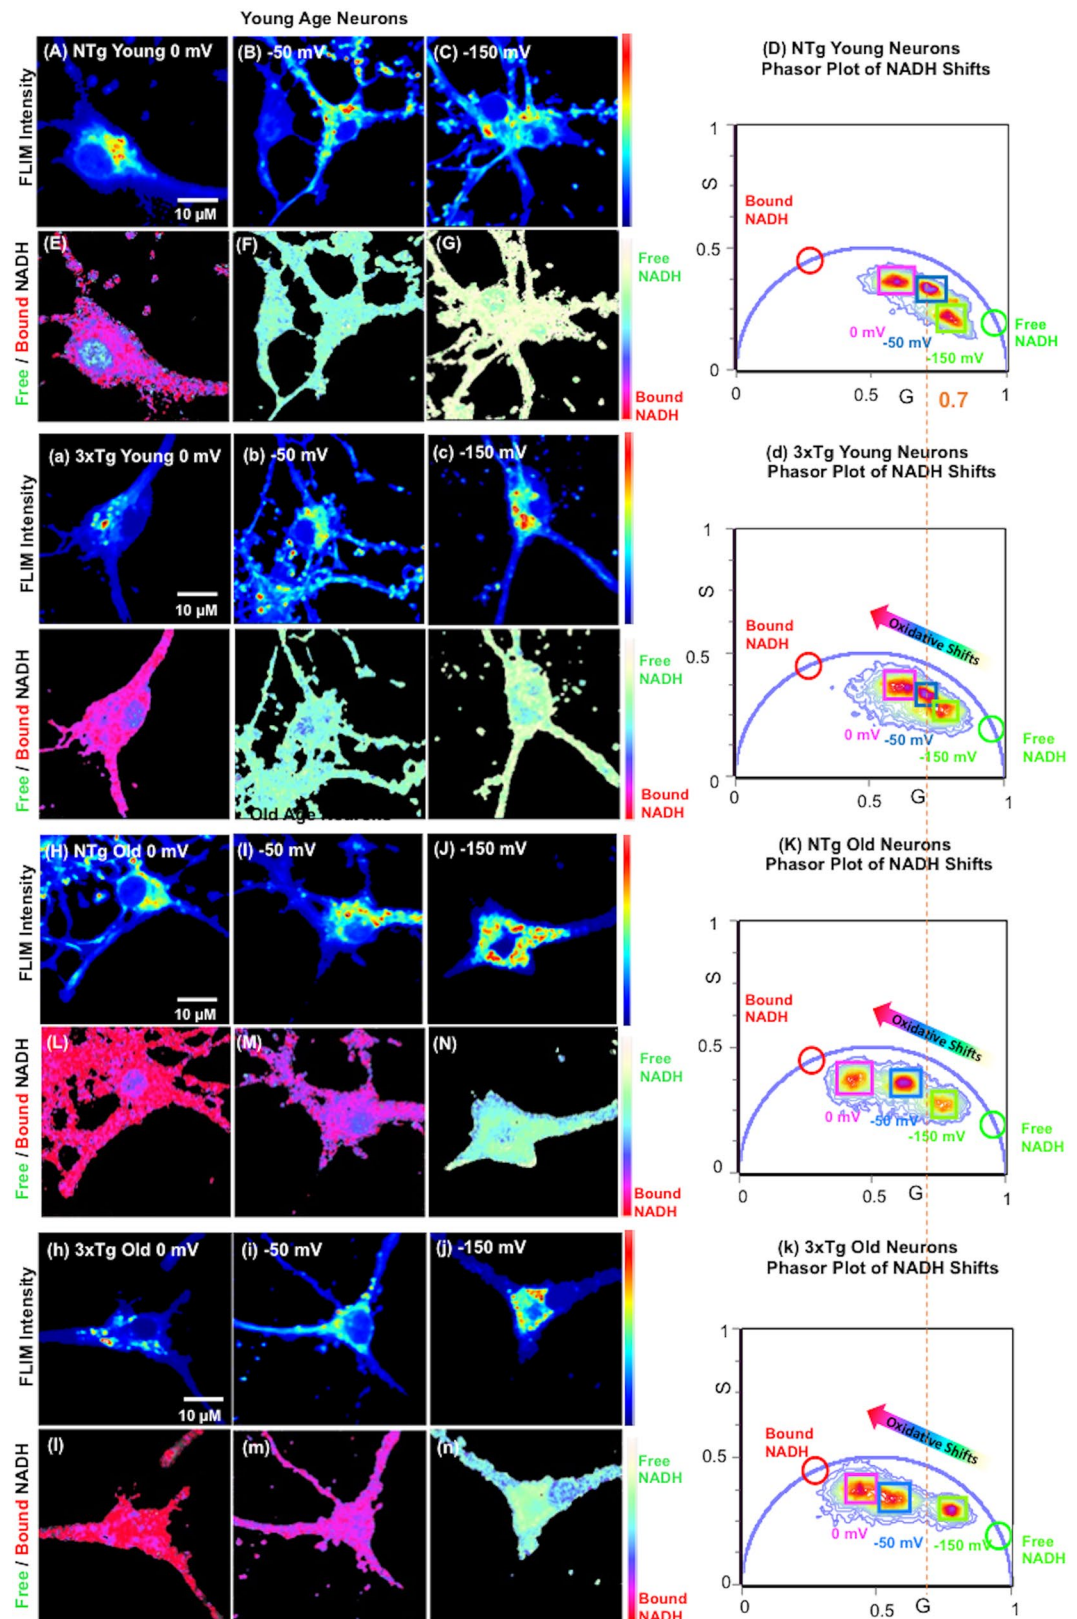 Young Age Neurons
FLIM Intensity
(A) NTg Young 0 mV
10 µM
(B) -50 mV
(C) -150 mV
(D) NTg Young Neurons
Phasor Plot of NADH Shifts
1
S
0.5
0
Bound
NADH
0 mV
-50 mV
-150 mV
Free
NADH
0
0.5
G
0.7
1
Free / Bound NADH
(E)
(F)
(G)
Free
NADH
Bound
NADH
FLIM Intensity
(a) 3xTg Young 0 mV
10 µM
(b) -50 mV
(c) -150 mV
(d) 3xTg Young Neurons
Phasor Plot of NADH Shifts
1
S
0.5
0
Oxidative Shifts
Bound
NADH
0 mV
-50 mV
-150 mV
Free
NADH
0
0.5
G
1
Free / Bound NADH
Free
NADH
Bound
NADH
Old Age Neurons
FLIM Intensity
(H) NTg Old 0 mV
10 µM
(I) -50 mV
(J) -150 mV
(K) NTg Old Neurons
Phasor Plot of NADH Shifts
1
S
0.5
0
Oxidative Shifts
Bound
NADH
0 mV
-50 mV
-150 mV
Free
NADH
0
0.5
G
1
Free / Bound NADH
(L)
(M)
(N)
Free
NADH
Bound
NADH
FLIM Intensity
(h) 3xTg Old 0 mV
10 µM
(i) -50 mV
(j) -150 mV
(k) 3xTg Old Neurons
Phasor Plot of NADH Shifts
1
S
0.5
0
Oxidative Shifts
Bound
NADH
0 mV
-50 mV
-150 mV
Free
NADH
0
0.5
G
1
Free / Bound NADH
(l)
(m)
(n)
Free
NADH
Bound
NADH